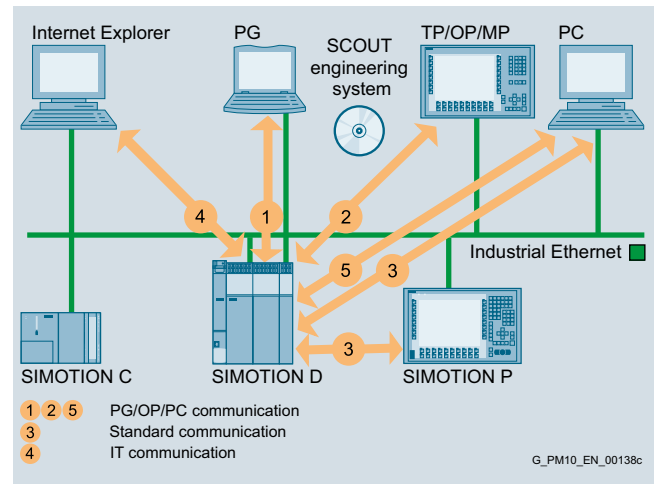 Internet Explorer
PG
SCOUT
engineering
system
TP/OP/MP
PC
4
1
2
5
3
Industrial Ethernet
3
SIMOTION C
SIMOTION D
SIMOTION P
1 2 5 PG/OP/PC communication
3 Standard communication
4 IT communication
G_PM10_EN_00138c